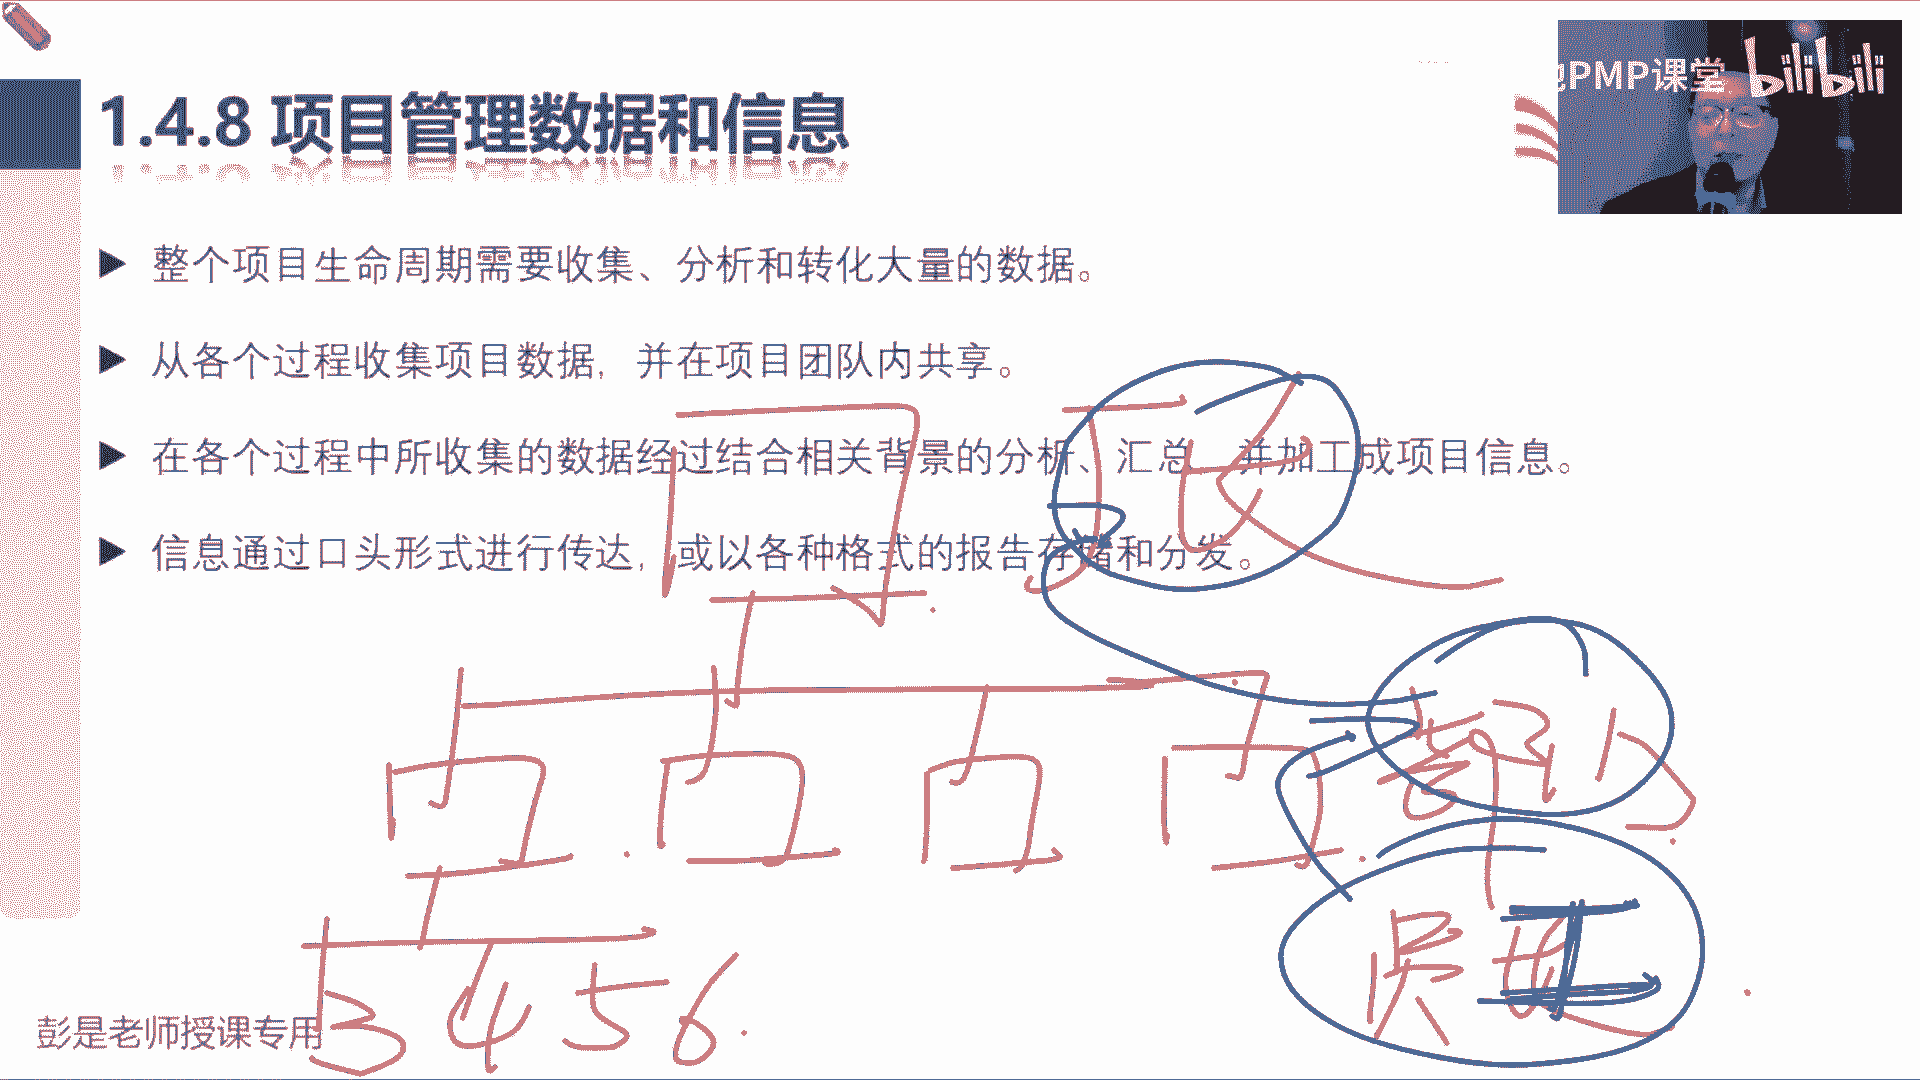 PMP课堂 bilibili
1.4.8 项目管理数据和信息
整个项目生命周期需要收集、分析和转化大量的数据。
从各个过程收集项目数据，并在项目团队内共享。
在各个过程中所收集的数据经过结合相关背景的分析、汇总，并加工成项目信息。
信息通过口头形式进行传达，或以各种格式的报告存储和分发。
3 4 5 6
彭是老师授课专用